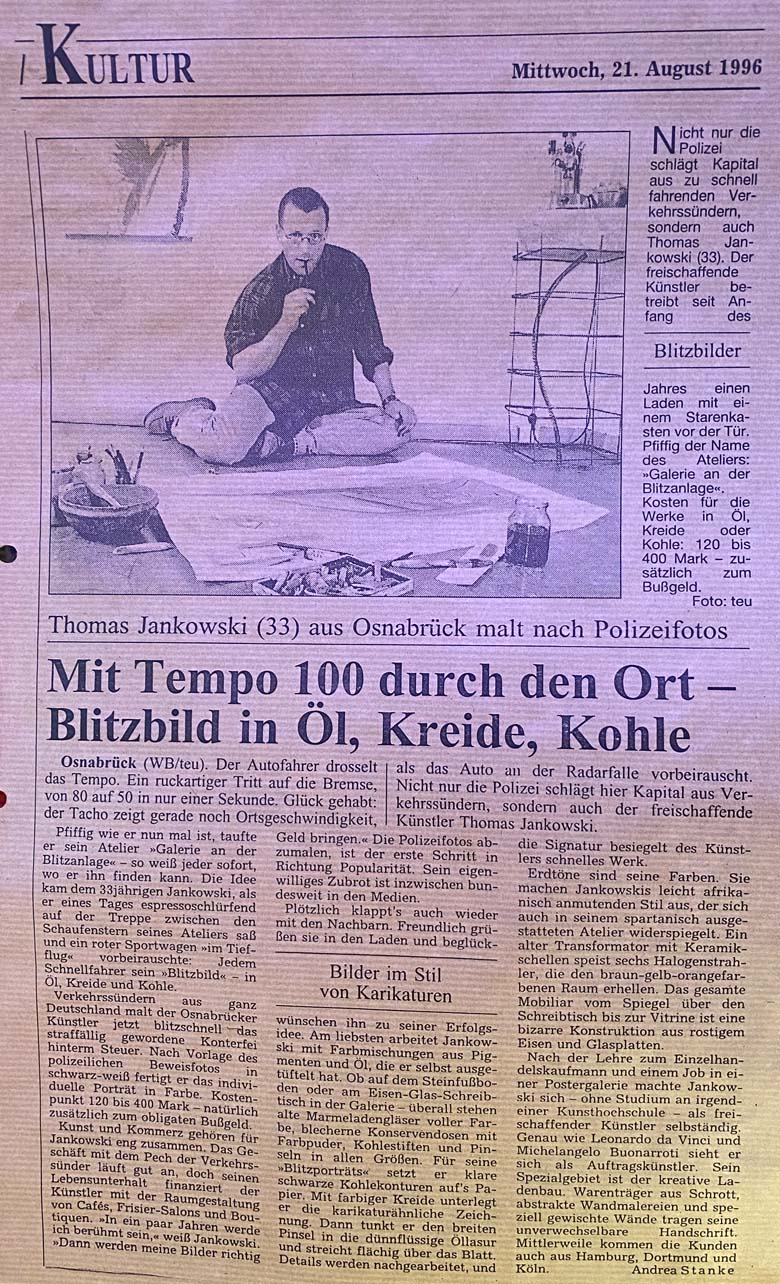 KULTUR
Mittwoch, 21. August 1996
Nicht nur die
Polizei
schlägt Kapital
aus zu schnell
fahrenden Ver-
kehrssündern,
sondern auch
Thomas Jan-
kowski (33). Der
freischaffende
Künstler be-
treibt seit An-
fang des
Blitzbilder
Jahres einen
Laden mit ei-
nem Starenka-
sten vor der Tür.
Pfiffig der Name
des Ateliers:
»Galerie an der
Blitzanlage«.
Kosten für die
Werke in Öl,
Kreide oder
Kohle: 120 bis
400 Mark – zu-
sätzlich zum
Bußgeld.
Foto: teu
Thomas Jankowski (33) aus Osnabrück malt nach Polizeifotos
Mit Tempo 100 durch den Ort –
Blitzbild in Öl, Kreide, Kohle
Osnabrück (WB/teu). Der Autofahrer drosselt
das Tempo. Ein ruckartiger Tritt auf die Bremse,
von 80 auf 50 in nur einer Sekunde. Glück gehabt:
der Tacho zeigt gerade noch Ortsgeschwindigkeit,
als das Auto an der Radarfalle vorbeirauscht.
Nicht nur die Polizei schlägt hier Kapital aus Ver-
kehrssündern, sondern auch der freischaffende
Künstler Thomas Jankowski.
Pfiffig wie er nun mal ist, taufte
er sein Atelier »Galerie an der
Blitzanlage« – so weiß jeder sofort,
wo er ihn finden kann. Die Idee
kam dem 33jährigen Jankowski, als
er eines Tages espressoschlürfend
auf der Treppe zwischen den
Schaufenstern seines Ateliers saß
und ein roter Sportwagen »im Tief-
flug« vorbeirauschte: Jedem
Schnellfahrer sein »Blitzbild« – in
Öl, Kreide und Kohle.
Verkehrssündern aus ganz
Deutschland malt der Osnabrücker
Künstler jetzt blitzschnell das
straffällig gewordene Konterfei
hinterm Steuer. Nach Vorlage des
polizeilichen Beweisfotos in
schwarz-weiß fertigt er das indivi-
duelle Porträt in Farbe. Kosten-
punkt 120 bis 400 Mark – natürlich
zusätzlich zum obligaten Bußgeld.
Kunst und Kommerz gehören für
Jankowski eng zusammen. Das Ge-
schäft mit dem Pech der Verkehrs-
sünder läuft gut an, doch seinen
Lebensunterhalt finanziert der
Künstler mit der Raumgestaltung
von Cafés, Frisier-Salons und Bou-
tiquen. »In ein paar Jahren werde
ich berühmt sein,« weiß Jankowski.
»Dann werden meine Bilder richtig
Geld bringen.« Die Polizeifotos ab-
zumalen, ist der erste Schritt in
Richtung Popularität. Sein eigen-
williges Zubrot ist inzwischen bun-
desweit in den Medien.
Plötzlich klappt's auch wieder
mit den Nachbarn. Freundlich grü-
ßen sie in den Laden und beglück-
Bilder im Stil
von Karikaturen
wünschen ihn zu seiner Erfolgs-
idee. Am liebsten arbeitet Jankow-
ski mit Farbmischungen aus Pig-
menten und Öl, die er selbst ausge-
tüftelt hat. Ob auf dem Steinfußbo-
den oder am Eisen-Glas-Schreib-
tisch in der Galerie – überall stehen
alte Marmeladengläser voller Far-
be, blecherne Konservendosen mit
Farbpuder, Kohlestiften und Pin-
seln in allen Größen. Für seine
»Blitzporträts« setzt er klare
schwarze Kohlekonturen auf's Pa-
pier. Mit farbiger Kreide unterlegt
er die karikaturähnliche Zeich-
nung. Dann tunkt er den breiten
Pinsel in die dünnflüssige Öllasur
und streicht flächig über das Blatt.
Details werden nachgearbeitet, und
die Signatur besiegelt des Künst-
lers schnelles Werk.
Erdtöne sind seine Farben. Sie
machen Jankowskis leicht afrika-
nisch anmutenden Stil aus, der sich
auch in seinem spartanisch ausge-
statteten Atelier widerspiegelt. Ein
alter Transformator mit Keramik-
schellen speist sechs Halogenstrah-
ler, die den braun-gelb-orangefar-
benen Raum erhellen. Das gesamte
Mobiliar vom Spiegel über den
Schreibtisch bis zur Vitrine ist eine
bizarre Konstruktion aus rostigem
Eisen und Glasplatten.
Nach der Lehre zum Einzelhan-
delskaufmann und einem Job in ei-
ner Postergalerie machte Jankow-
ski sich – ohne Studium an irgend-
einer Kunsthochschule – als frei-
schaffender Künstler selbständig.
Genau wie Leonardo da Vinci und
Michelangelo Buonarroti sieht er
sich als Auftragskünstler. Sein
Spezialgebiet ist der kreative La-
denbau. Warenträger aus Schrott,
abstrakte Wandmalereien und spe-
ziell gewischte Wände tragen seine
unverwechselbare Handschrift.
Mittlerweile kommen die Kunden
auch aus Hamburg, Dortmund und
Köln. Andrea Stanke